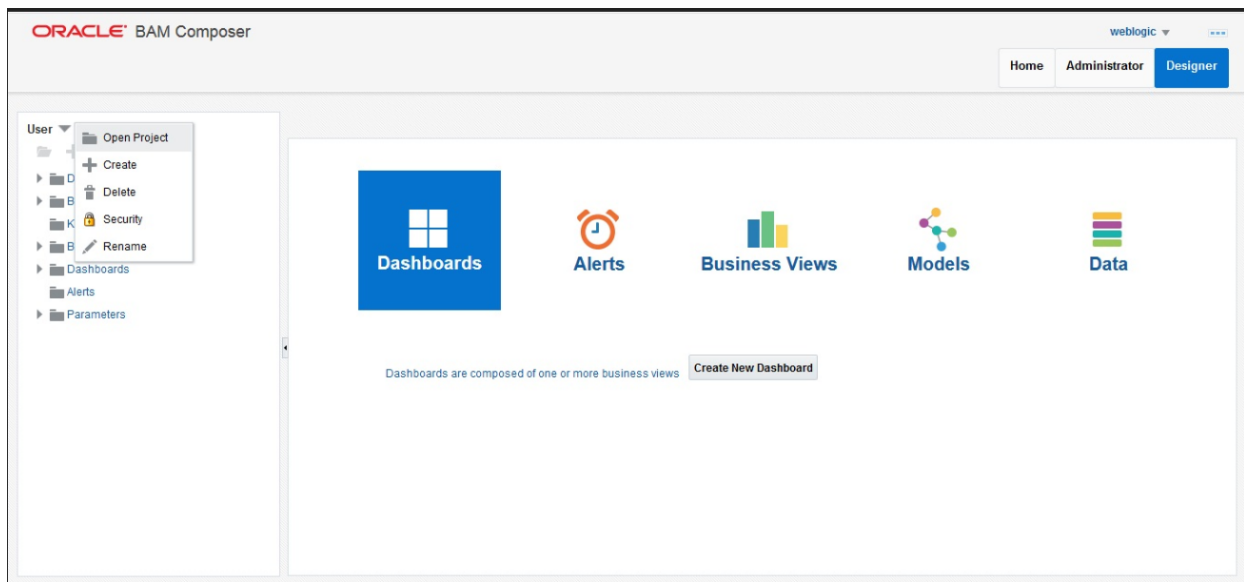 ORACLE BAM Composer
weblogic
Home Administrator Designer
User
Open Project
Create
D
Delete
B
Security
K
Rename
B
Dashboards
Alerts
Parameters
Dashboards
Alerts
Business Views
Models
Data
Dashboards are composed of one or more business views
Create New Dashboard